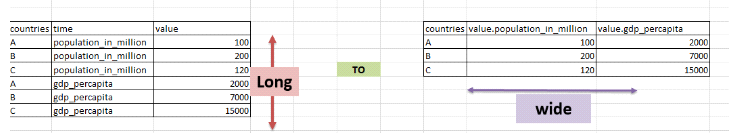 countries time value
A population_in_million 100
B population_in_million 200
C population_in_million 120
A gdp_percapita 2000
B gdp_percapita 7000
C gdp_percapita 15000
Long
TO
countries value.population_in_million value.gdp_percapita
A 100 2000
B 200 7000
C 120 15000
wide